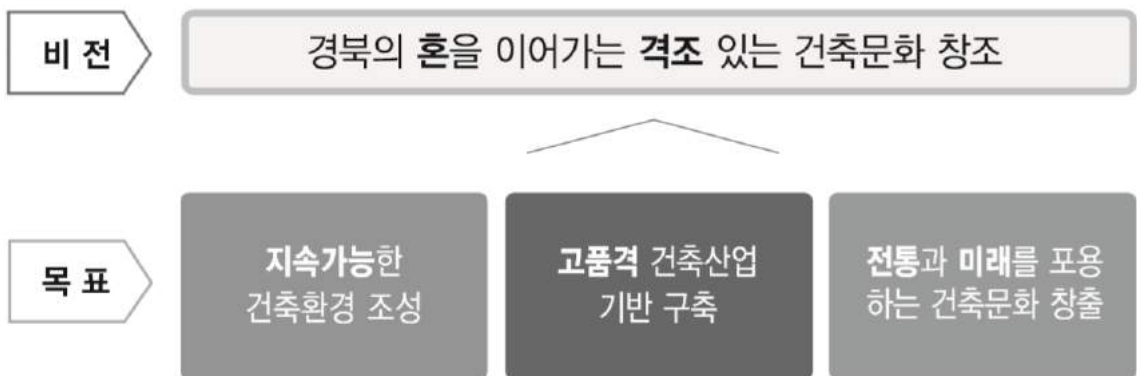 비 전
경북의 혼을 이어가는 격조 있는 건축문화 창조
목 표
지속가능한
건축환경 조성
고품격 건축산업
기반 구축
전통과 미래를 포용
하는 건축문화 창출